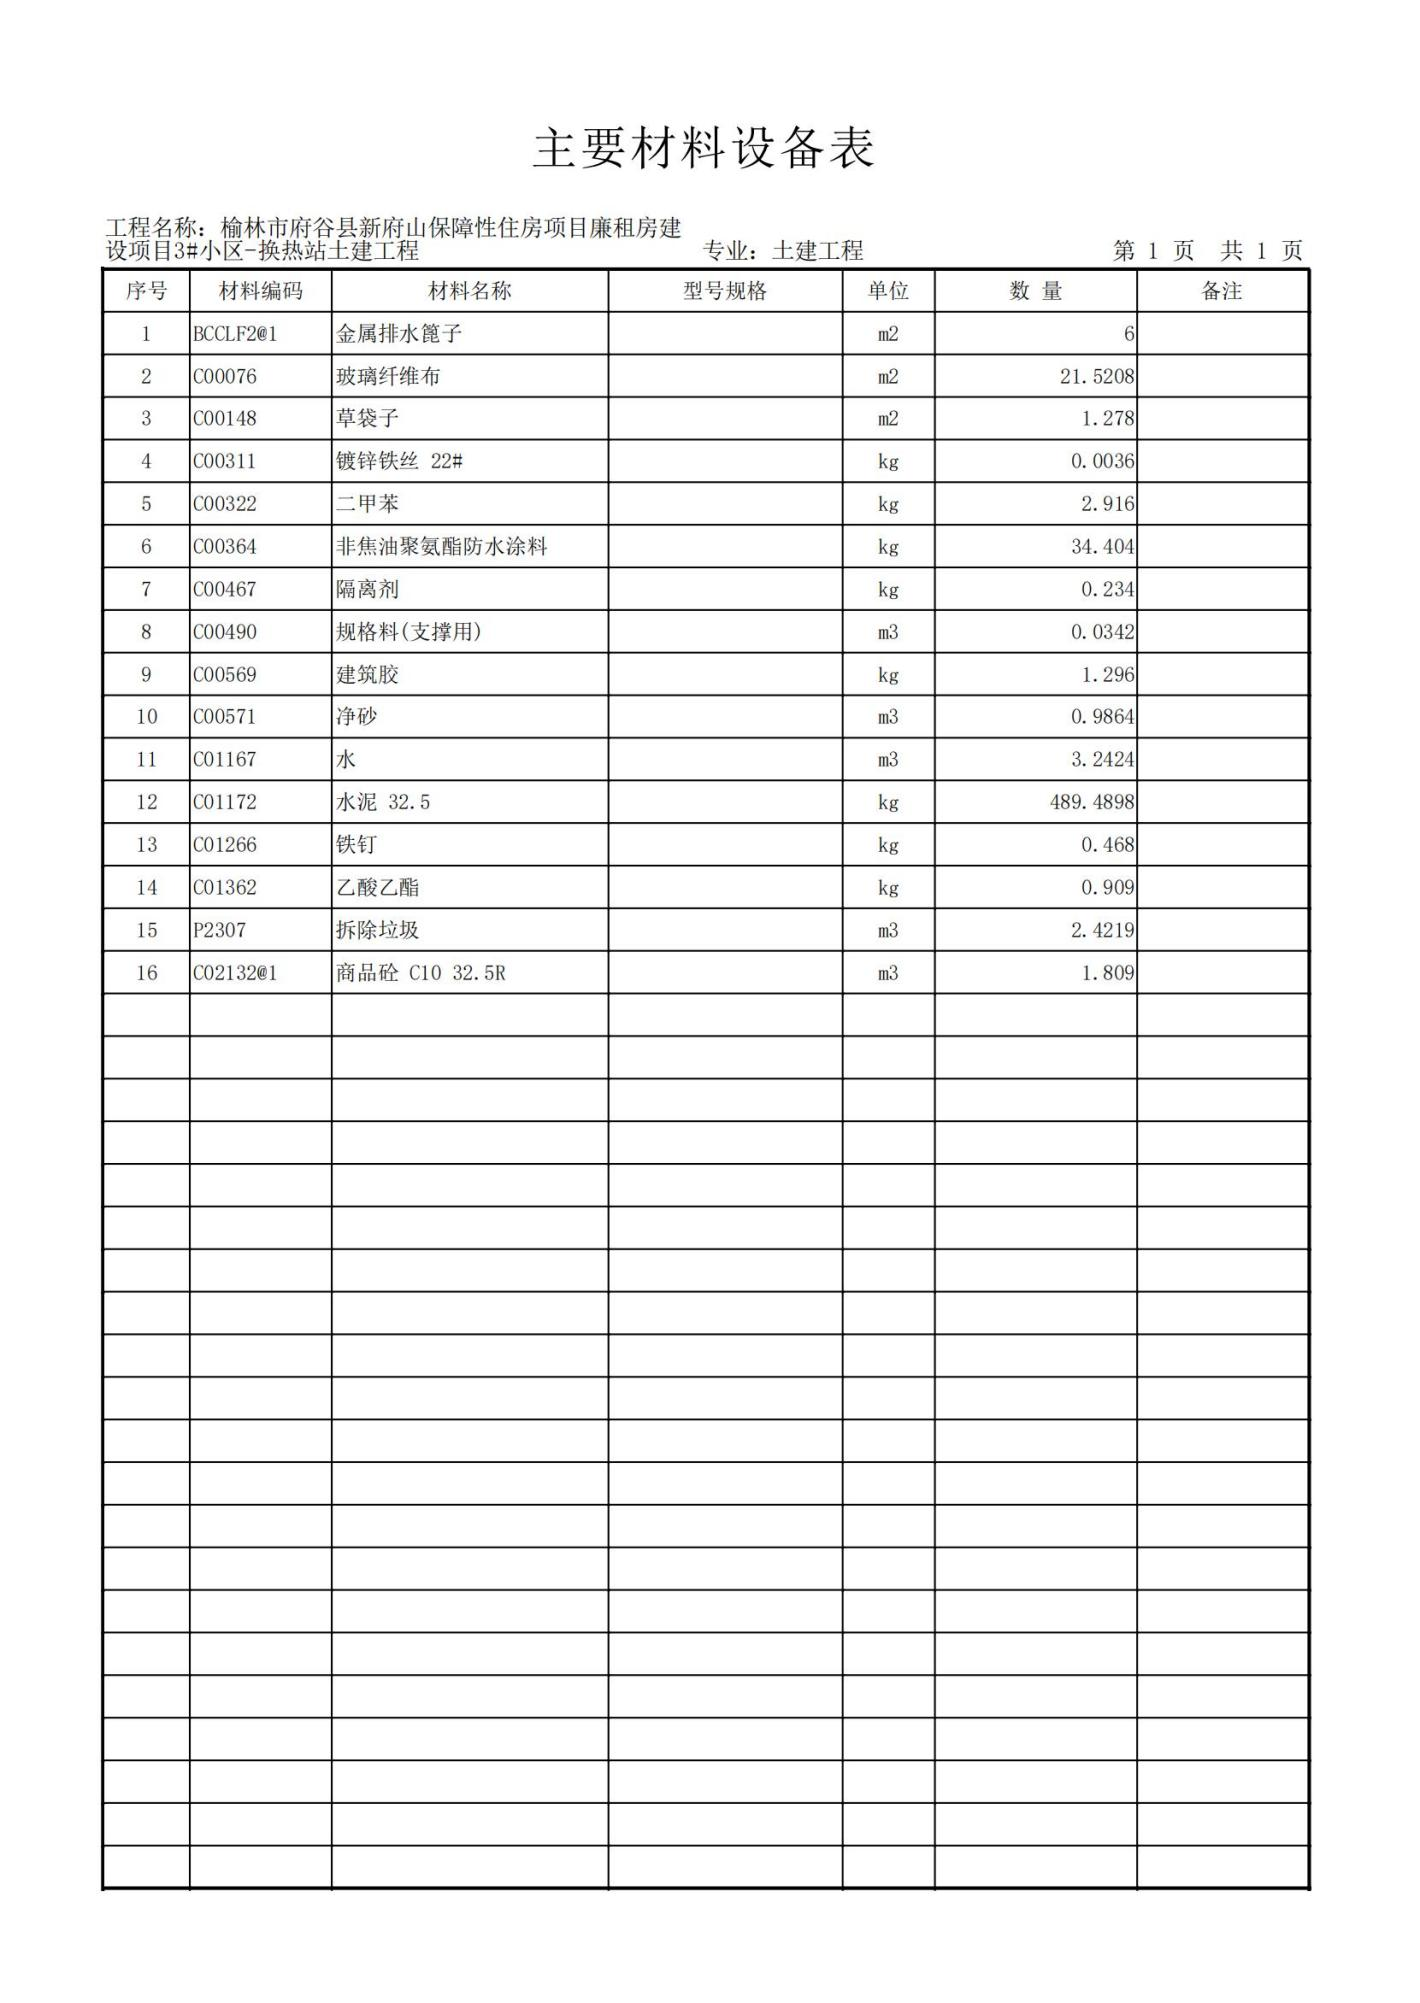 主要材料设备表
工程名称：榆林市府谷县新府山保障性住房项目廉租房建
设项目3#小区-换热站土建工程 专业：土建工程 第 1 页 共 1 页
序号 材料编码 材料名称 型号规格 单位 数 量 备注
1 BCCLF2@1 金属排水篦子 m2 6
2 C00076 玻璃纤维布 m2 21.5208
3 C00148 草袋子 m2 1.278
4 C00311 镀锌铁丝 22# kg 0.0036
5 C00322 二甲苯 kg 2.916
6 C00364 非焦油聚氨酯防水涂料 kg 34.404
7 C00467 隔离剂 kg 0.234
8 C00490 规格料(支撑用) m3 0.0342
9 C00569 建筑胶 kg 1.296
10 C00571 净砂 m3 0.9864
11 C01167 水 m3 3.2424
12 C01172 水泥 32.5 kg 489.4898
13 C01266 铁钉 kg 0.468
14 C01362 乙酸乙酯 kg 0.909
15 P2307 拆除垃圾 m3 2.4219
16 C02132@1 商品砼 C10 32.5R m3 1.809